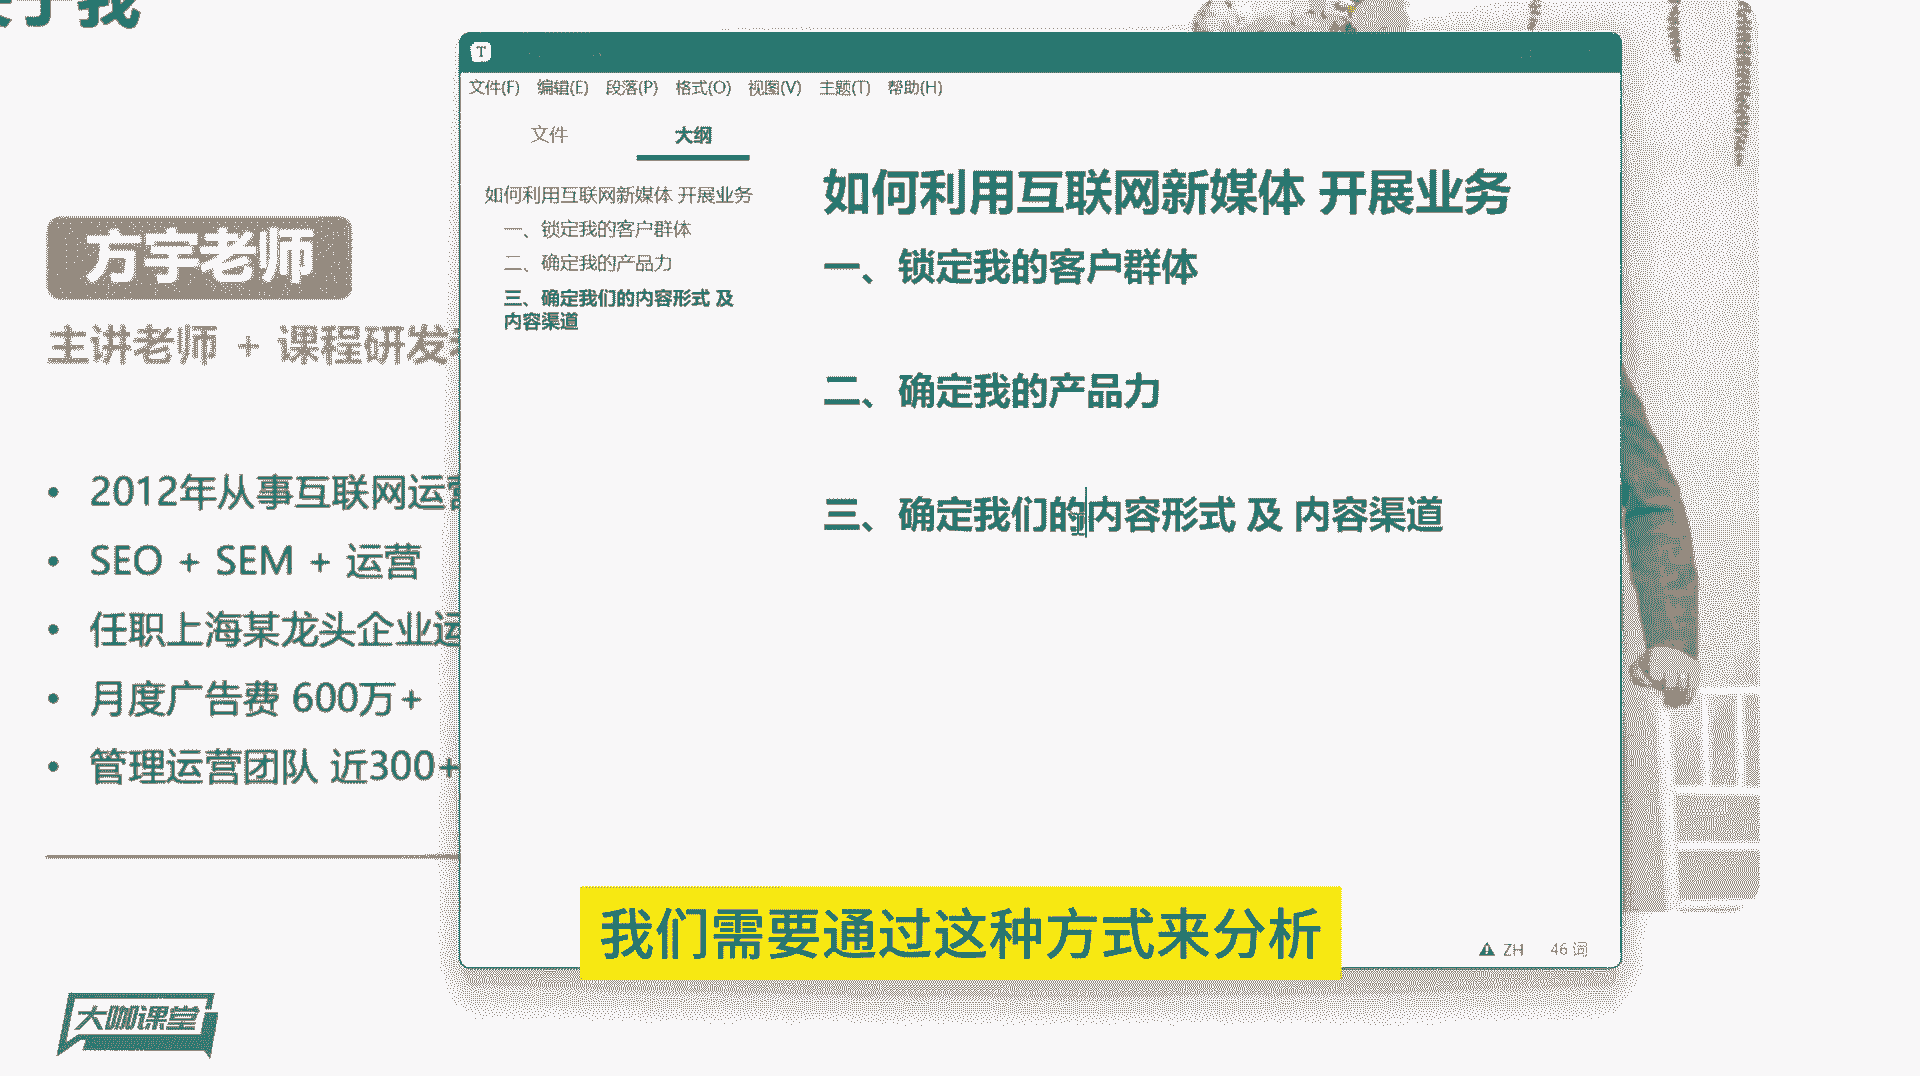 于我
方宇老师
主讲老师 + 课程研发
2012年从事互联网运营
SEO + SEM + 运营
任职上海某龙头企业运
月度广告费 600万+
管理运营团队 近300+
大咖课堂
T
文件(F) 编辑(E) 段落(P) 格式(O) 视图(V) 主题(T) 帮助(H)
文件 大纲
如何利用互联网新媒体 开展业务
一、锁定我的客户群体
二、确定我的产品力
三、确定我们的内容形式 及
内容渠道
如何利用互联网新媒体 开展业务
一、锁定我的客户群体
二、确定我的产品力
三、确定我们的内容形式 及 内容渠道
ZH 46 词
我们需要通过这种方式来分析